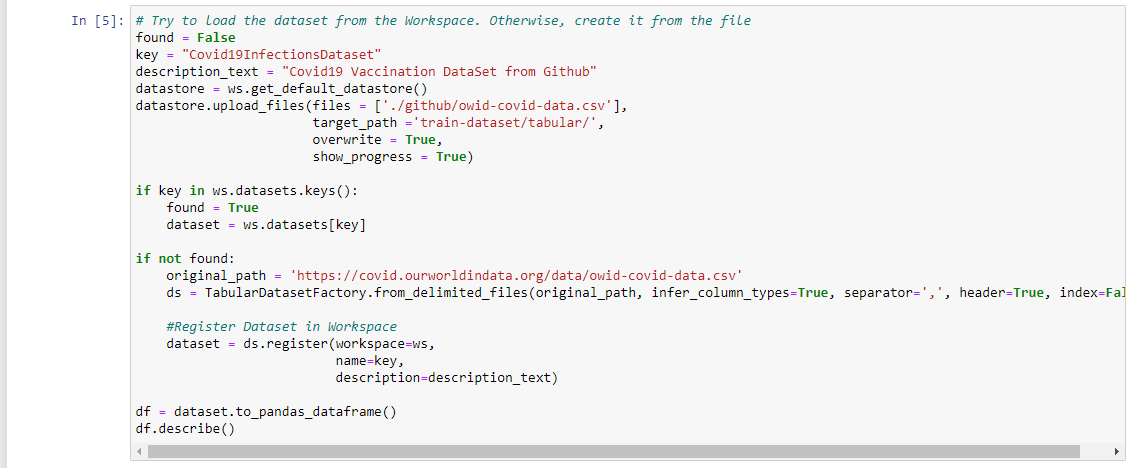 In [5]: # Try to load the dataset from the Workspace. Otherwise, create it from the file
found = False
key = "Covid19InfectionsDataset"
description_text = "Covid19 Vaccination DataSet from Github"
datastore = ws.get_default_datastore()
datastore.upload_files(files = ['./github/owid-covid-data.csv'],
                       target_path ='train-dataset/tabular/',
                       overwrite = True,
                       show_progress = True)
if key in ws.datasets.keys():
    found = True
    dataset = ws.datasets[key]
if not found:
    original_path = 'https://covid.ourworldindata.org/data/owid-covid-data.csv'
    ds = TabularDatasetFactory.from_delimited_files(original_path, infer_column_types=True, separator=',', header=True, index=Fal
    #Register Dataset in Workspace
    dataset = ds.register(workspace=ws,
                          name=key,
                          description=description_text)
df = dataset.to_pandas_dataframe()
df.describe()